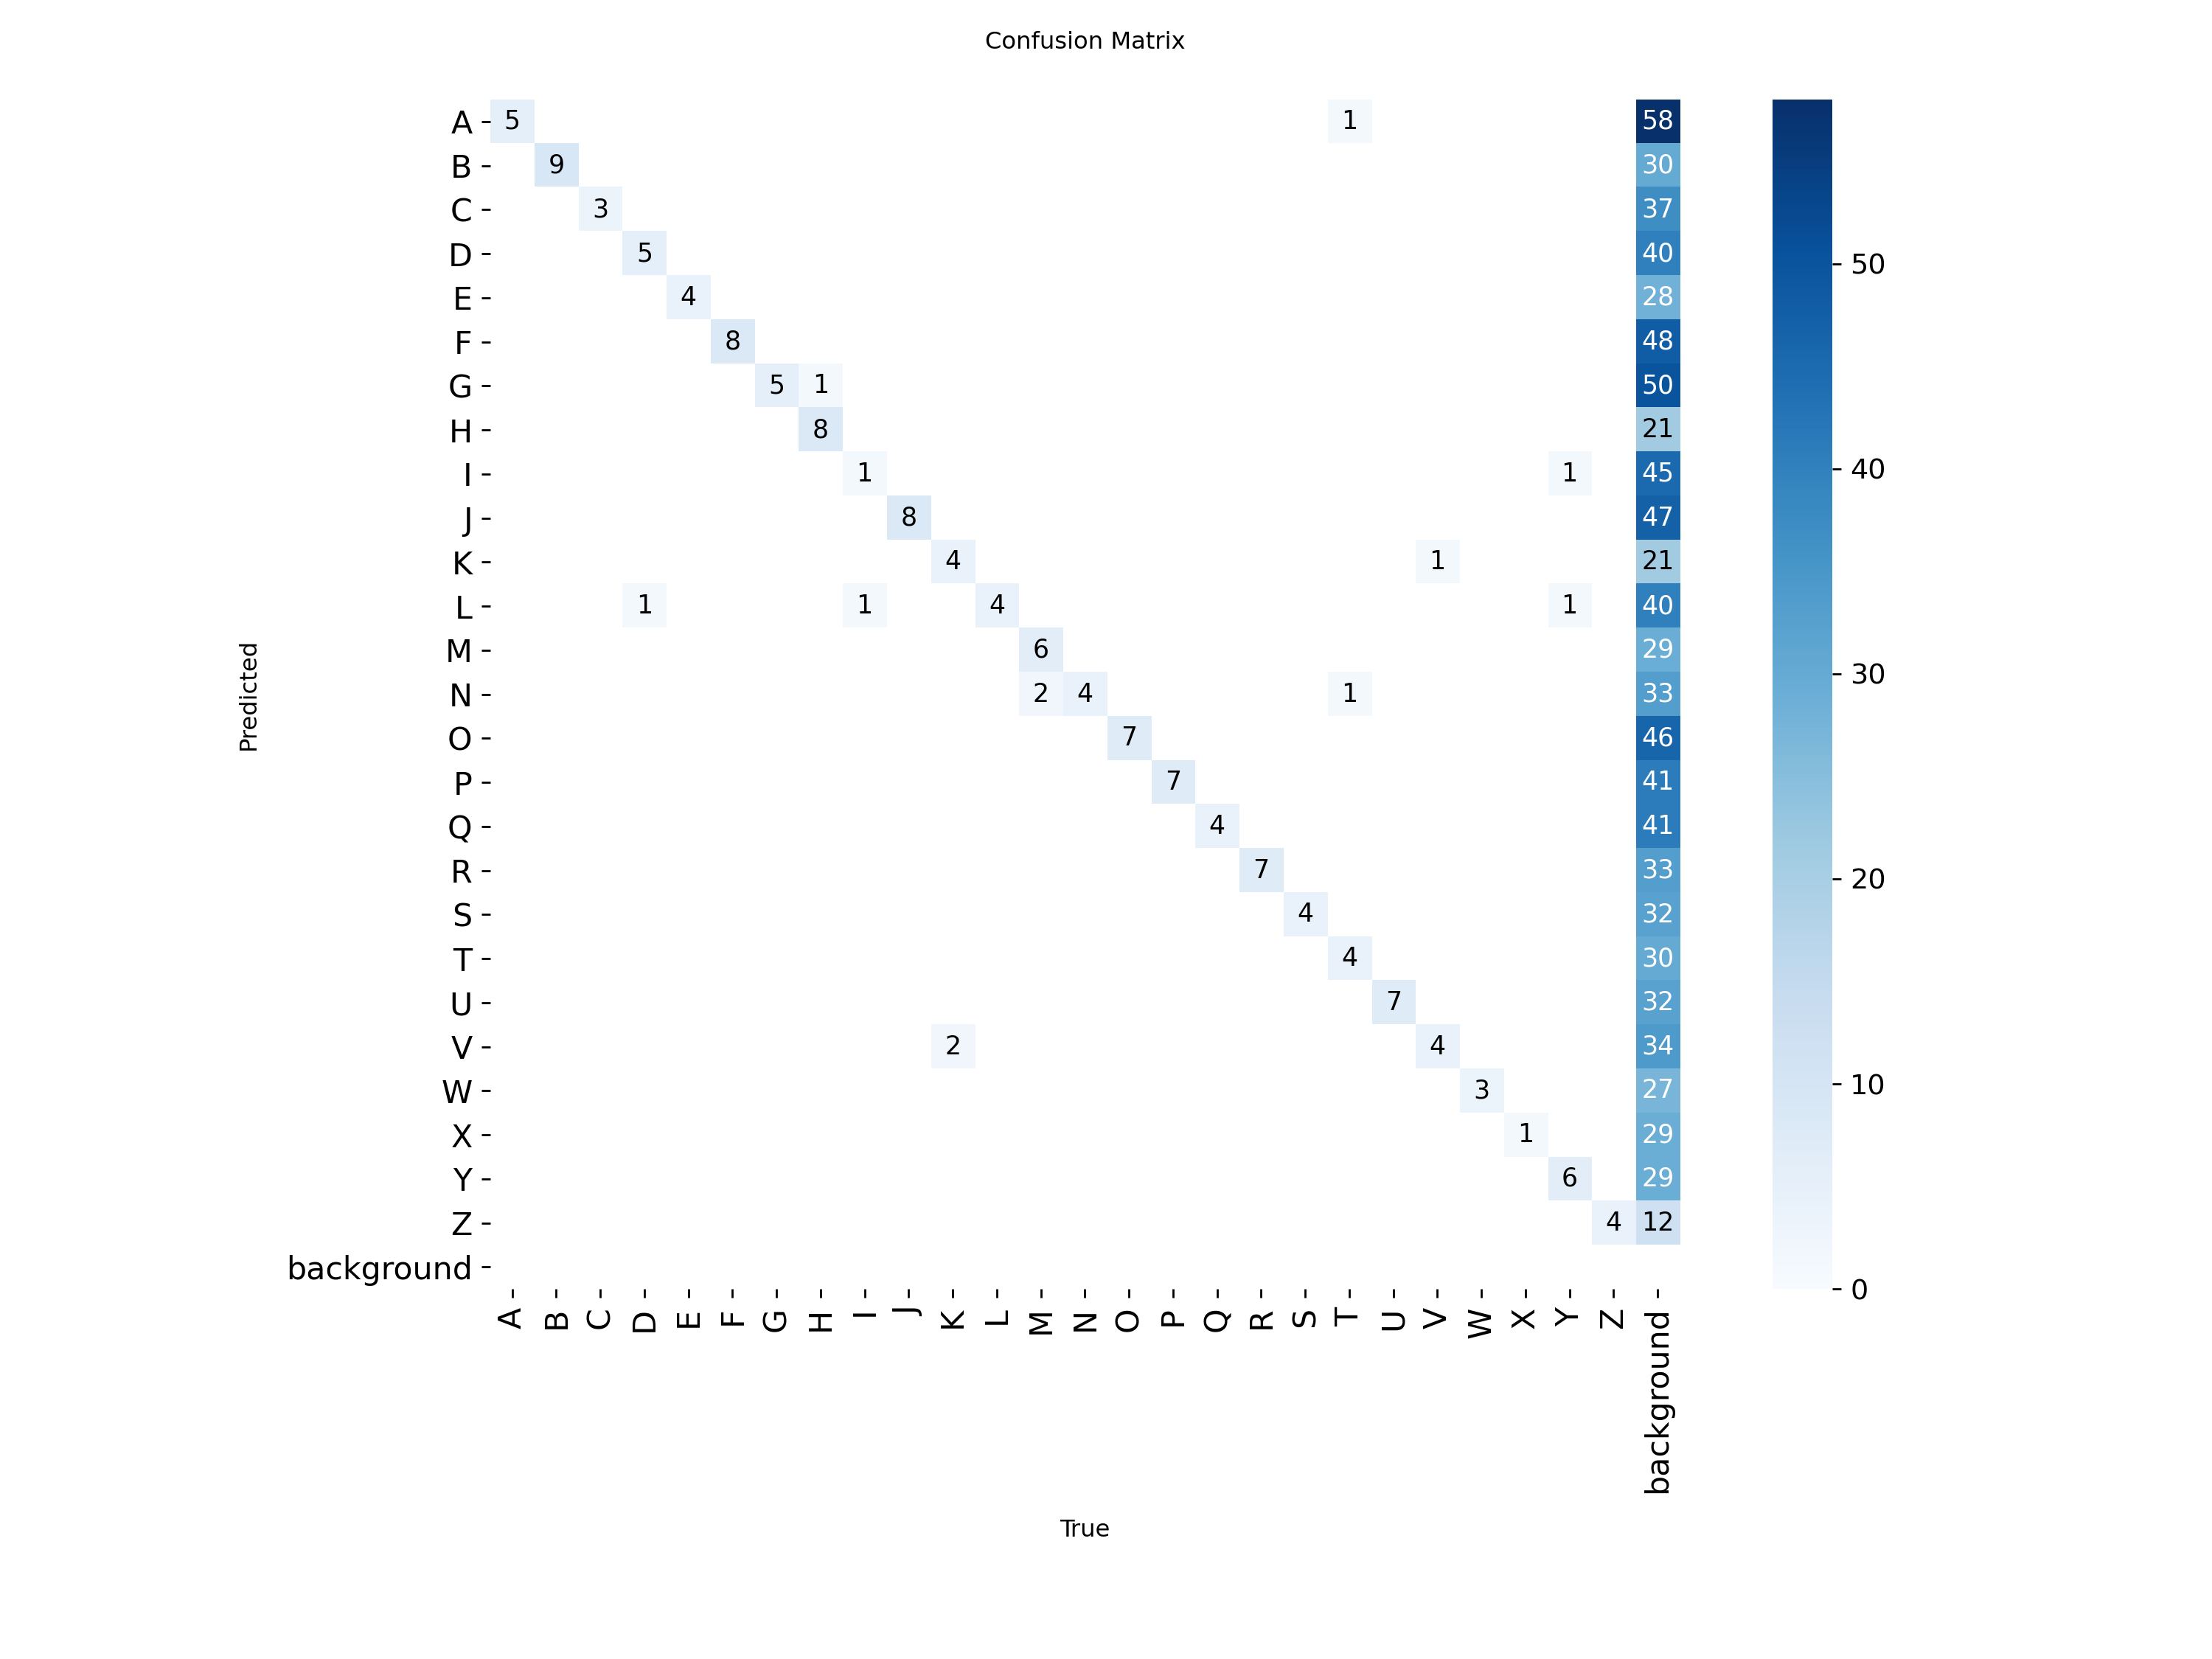 Confusion Matrix
A 5 1 58
B 9 30
C 3 37
D 5 40 50
E 4 28
F 8 48
G 5 1 50
H 8 21
I 1 1 45 40
J 8 47
K 4 1 21
L 1 1 4 1 40
M 6 29
N 2 4 1 33 30
O 7 46
P 7 41
Q 4 41
R 7 33
S 4 32 20
T 4 30
U 7 32
V 2 4 34
W 3 27 10
X 1 29
Y 6 29
Z 4 12
background 0
A B C D E F G H I J K L M N O P Q R S T U V W X Y Z background
Predicted
True